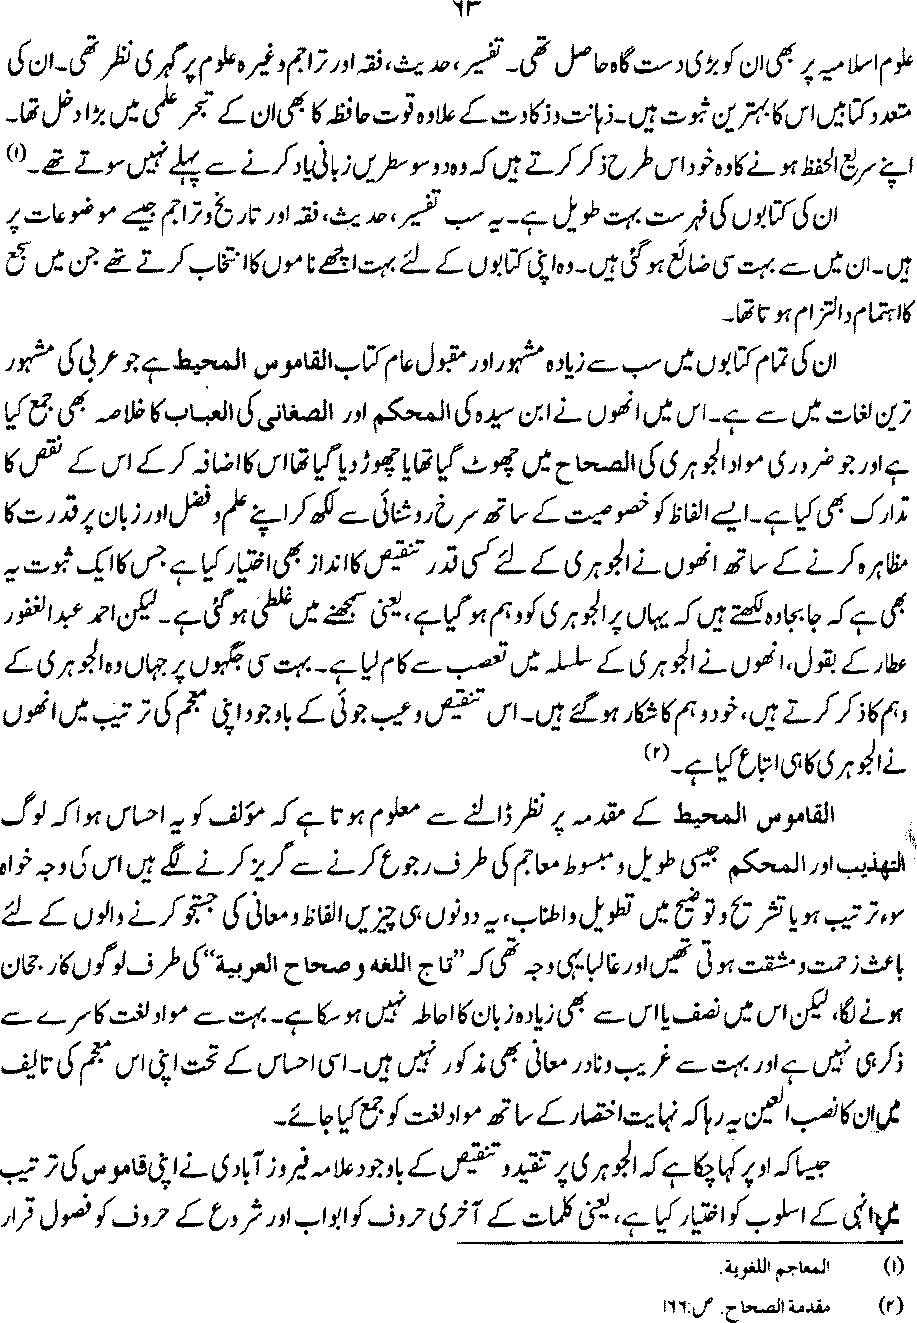 ۶۳
علوم اسلامیہ پر بھی ان کو بڑی دست گاہ حاصل تھی۔ تفسیر، حدیث، فقہ اور تراجم وغیرہ علوم پر گہری نظر تھی۔ ان کی
متعدد کتابیں اس کا بہترین ثبوت ہیں۔ ذہانت و ذکاوت کے علاوہ قوت حافظہ کا بھی ان کے تبحر علمی میں بڑا دخل تھا۔
اپنے سریع الحفظ ہونے کا وہ خود اس طرح ذکر کرتے ہیں کہ وہ دو سو سطریں زبانی یاد کرنے سے پہلے نہیں سوتے تھے۔ (۱)
ان کی کتابوں کی فہرست بہت طویل ہے۔ یہ سب تفسیر، حدیث، فقہ اور تاریخ و تراجم جیسے موضوعات پر
ہیں۔ ان میں سے بہت سی ضائع ہو گئی ہیں۔ وہ اپنی کتابوں کے لئے بہت اچھے ناموں کا انتخاب کرتے تھے جن میں سجع
کا اہتمام و التزام ہوتا تھا۔
ان کی تمام کتابوں میں سب سے زیادہ مشہور اور مقبول عام کتاب القاموس المحیط ہے جو عربی کی مشہور
ترین لغات میں سے ہے۔ اس میں انھوں نے ابن سیدہ کی المحکم اور الصغانی کی العباب کا خلاصہ بھی جمع کیا
ہے اور جو ضروری مواد الجوہری کی الصحاح میں چھوٹ گیا تھا یا چھوڑ دیا گیا تھا اس کا اضافہ کر کے اس کے نقص کا
تدارک بھی کیا ہے۔ ایسے الفاظ کو خصوصیت کے ساتھ سرخ روشنائی سے لکھ کر اپنے علم و فضل اور زبان پر قدرت کا
مظاہرہ کرنے کے ساتھ انھوں نے الجوہری کے لئے کسی قدر تنقیص کا انداز بھی اختیار کیا ہے جس کا ایک ثبوت یہ
بھی ہے کہ جا بجا وہ لکھتے ہیں کہ یہاں پر الجوہری کو وہم ہو گیا ہے، یعنی سمجھنے میں غلطی ہو گئی ہے۔ لیکن احمد عبدالغفور
عطار کے بقول، انھوں نے الجوہری کے سلسلہ میں تعصب سے کام لیا ہے۔ بہت سی جگہوں پر جہاں وہ الجوہری کے
وہم کا ذکر کرتے ہیں، خود وہم کا شکار ہو گئے ہیں۔ اس تنقیص و عیب جوئی کے باوجود اپنی معجم کی ترتیب میں انھوں
نے الجوہری کا ہی اتباع کیا ہے۔ (۲)
القاموس المحیط کے مقدمہ پر نظر ڈالنے سے معلوم ہوتا ہے کہ مؤلف کو یہ احساس ہوا کہ لوگ
التہذیب اور المحکم جیسی طویل و مبسوط معاجم کی طرف رجوع کرنے سے گریز کرنے لگے ہیں اس کی وجہ خواہ
سوء ترتیب ہو یا تشریح و توضیح میں تطویل و اطناب، یہ دونوں ہی چیزیں الفاظ و معانی کی جستجو کرنے والوں کے لئے
باعث زحمت و مشقت ہوتی تھیں اور غالبا یہی وجہ تھی کہ ”تاج اللغه و صحاح العربية“ کی طرف لوگوں کا رجحان
ہونے لگا، لیکن اس میں نصف یا اس سے بھی زیادہ زبان کا احاطہ نہیں ہو سکا ہے۔ بہت سے مواد لغت کا سرے سے
ذکر ہی نہیں ہے اور بہت سے غریب و نادر معانی بھی مذکور نہیں ہیں۔ اسی احساس کے تحت اپنی اس معجم کی تالیف
میں ان کا نصب العین یہ رہا کہ نہایت اختصار کے ساتھ مواد لغت کو جمع کیا جائے۔
جیسا کہ اوپر کہا چکا ہے کہ الجوہری پر تنقید و تنقیص کے باوجود علامہ فیروز آبادی نے اپنی قاموس کی ترتیب
میں انہی کے اسلوب کو اختیار کیا ہے، یعنی کلمات کے آخری حروف کو ابواب اور شروع کے حروف کو فصول قرار
(۱) المعاجم اللغوية.
(۲) مقدمة الصحاح. ص:۱۶۶